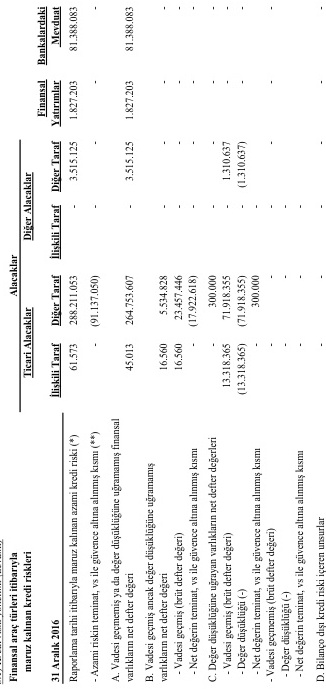 Finansal araç türleri itibarıyla
maruz kalınan kredi riskleri
Alacaklar
Ticari Alacaklar Diğer Alacaklar Finansal Bankalardaki
31 Aralık 2016 İlişkili Taraf Diğer Taraf İlişkili Taraf Diğer Taraf Yatırımlar Mevduat
Raporlama tarihi itibarıyla maruz kalınan azami kredi riski (*) 61.573 288.211.053 - 3.515.125 1.827.203 81.388.083
- Azami riskin teminat, vs ile güvence altına alınmış kısmı (**) - (91.137.050) - - - -
A. Vadesi geçmemiş ya da değer düşüklüğüne uğramamış finansal
varlıkların net defter değeri 45.013 264.753.607 - 3.515.125 1.827.203 81.388.083
B. Vadesi geçmiş ancak değer düşüklüğüne uğramamış
varlıkların net defter değeri 16.560 5.534.828 - - - -
- Vadesi geçmiş (brüt defter değeri) 16.560 23.457.446 - - - -
- Net değerin teminat, vs ile güvence altına alınmış kısmı - (17.922.618) - - - -
C. Değer düşüklüğüne uğrayan varlıkların net defter değerleri - 300.000 - - - -
- Vadesi geçmiş (brüt defter değeri) 13.318.365 71.918.355 - 1.310.637 - -
- Değer düşüklüğü (-) (13.318.365) (71.918.355) - (1.310.637) - -
- Net değerin teminat, vs ile güvence altına alınmış kısmı - 300.000 - - - -
- Vadesi geçmemiş (brüt defter değeri) - - - - - -
- Değer düşüklüğü (-) - - - - - -
- Net değerin teminat, vs ile güvence altına alınmış kısmı - - - - - -
D. Bilanço dışı kredi riski içeren unsurlar - - - - - -